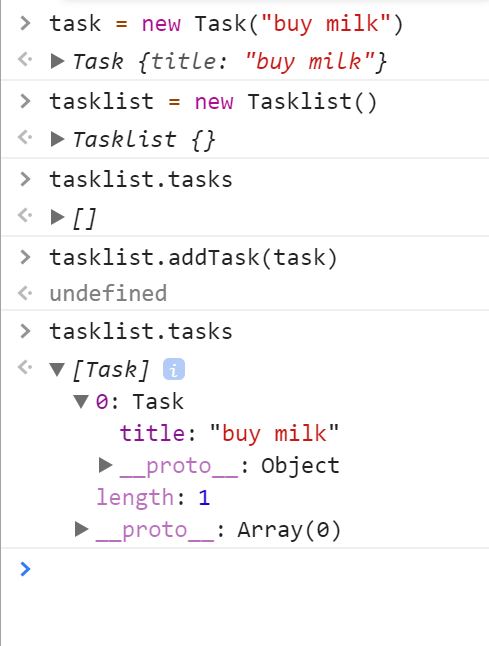 task = new Task("buy milk")
Task {title: "buy milk"}
tasklist = new Tasklist()
Tasklist {}
tasklist.tasks
[]
tasklist.addTask(task)
undefined
tasklist.tasks
[Task] i
0: Task
title: "buy milk"
__proto__: Object
length: 1
__proto__: Array(0)